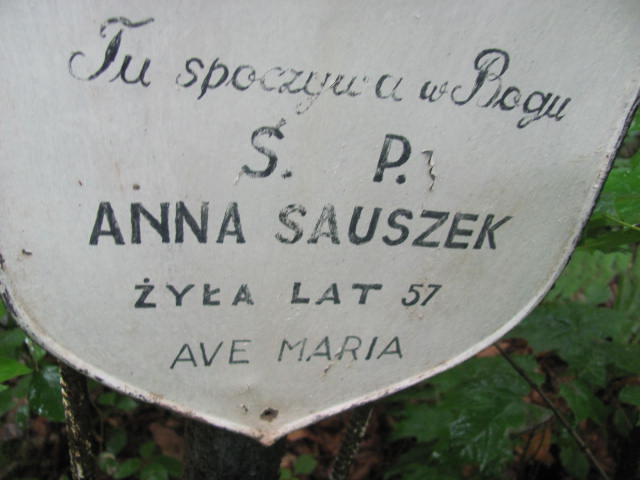 Tu spoczywa w Bogu
Ś. P.
ANNA SAUSZEK
ŻYŁA LAT 57
AVE MARIA